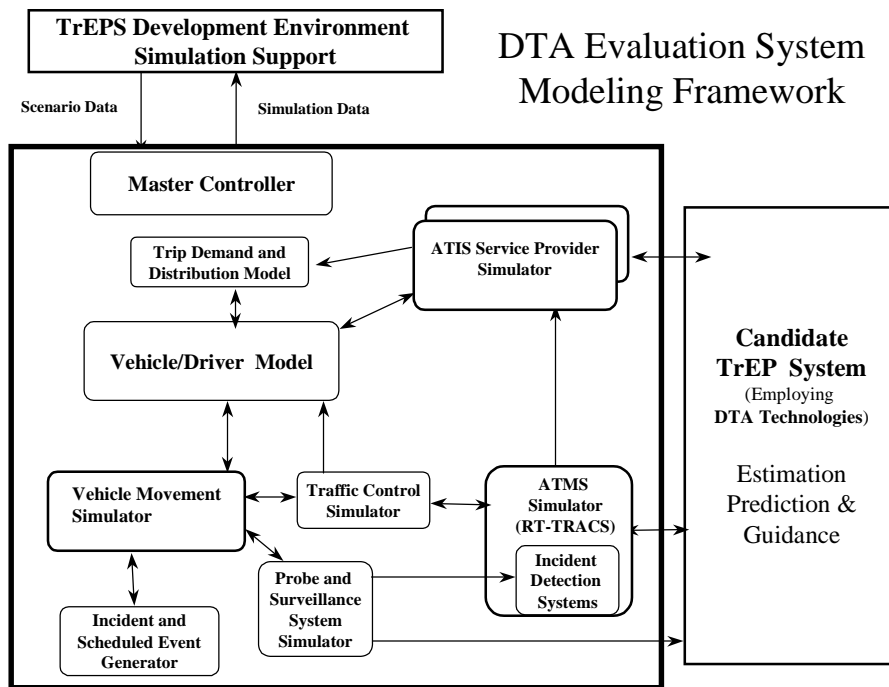 TrEPS Development Environment
Simulation Support
DTA Evaluation System
Modeling Framework
Scenario Data
Simulation Data
Master Controller
Trip Demand and
Distribution Model
ATIS Service Provider
Simulator
Vehicle/Driver Model
Candidate
TrEP System
(Employing
DTA Technologies)
Estimation
Prediction &
Guidance
Vehicle Movement
Simulator
Traffic Control
Simulator
ATMS
Simulator
(RT-TRACS)
Incident
Detection
Systems
Probe and
Surveillance
System
Simulator
Incident and
Scheduled Event
Generator